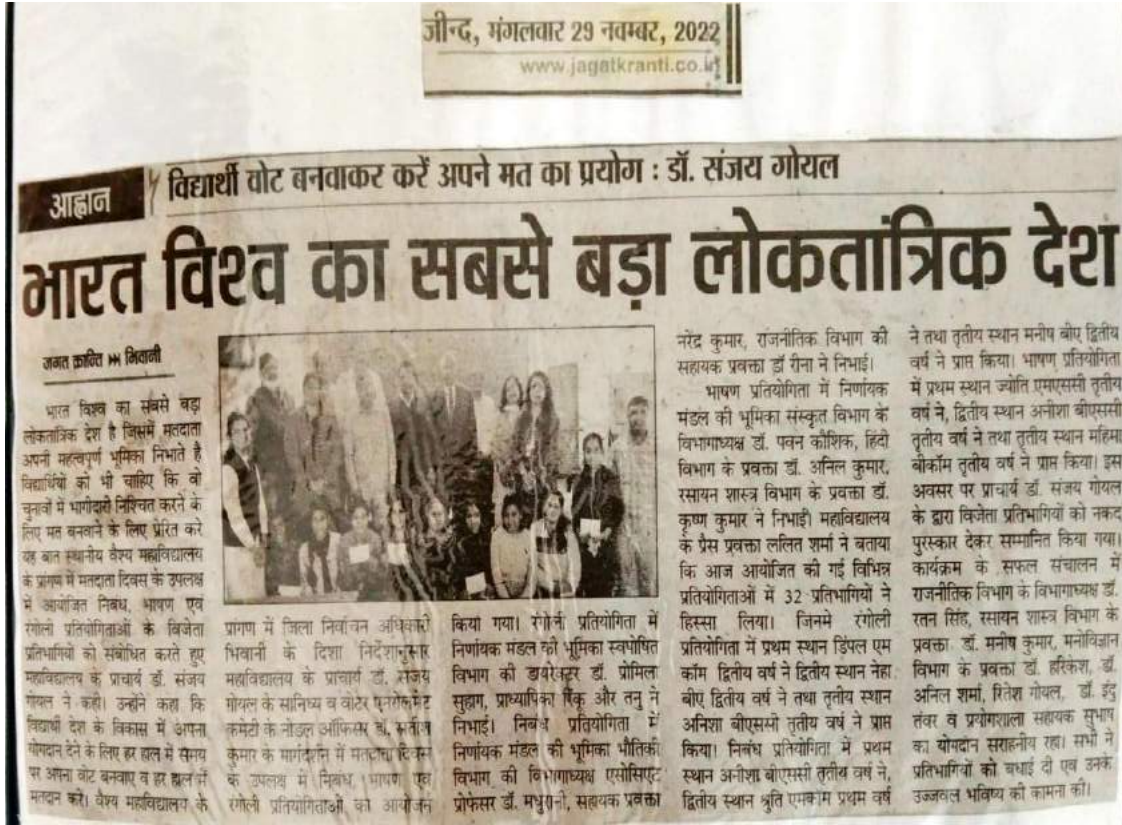 जीन्द, मंगलवार 29 नवम्बर, 2022
www.jagatkranti.co.in
आह्वान
विद्यार्थी वोट बनवाकर करें अपने मत का प्रयोग : डॉ. संजय गोयल
भारत विश्व का सबसे बड़ा लोकतांत्रिक देश
जगत क्रान्ति ▸▸ भिवानी
भारत विश्व का सबसे बड़ा
लोकतांत्रिक देश है जिसमें मतदाता
अपनी महत्वपूर्ण भूमिका निभाते है
विद्यार्थियों को भी चाहिए कि वो
चुनावों में भागीदारी निश्चित करने के
लिए मत बनवाने के लिए प्रेरित करे
यह बात स्थानीय वैश्य महाविद्यालय
के प्रांगण में मतदाता दिवस के उपलक्ष
में आयोजित निबंध, भाषण एवं
रंगोली प्रतियोगिताओं के विजेता
प्रतिभागियों को संबोधित करते हुए
महाविद्यालय के प्राचार्य डॉ. संजय
गोयल ने कही। उन्होंने कहा कि
विद्यार्थी देश के विकास में अपना
योगदान देने के लिए हर हाल में समय
पर अपना वोट बनवाए व हर हाल में
मतदान करे। वैश्य महाविद्यालय के
प्रांगण में जिला निर्वाचन अधिकारी
भिवानी के दिशा निर्देशानुसार
महाविद्यालय के प्राचार्य डॉ. संजय
गोयल के सानिध्य व वोटर एनरोलमेंट
कमेटी के नोडल ऑफिसर डॉ. सतीश
कुमार के मार्गदर्शन में मतदाता दिवस
के उपलक्ष में निबंध, भाषण एवं
रंगोली प्रतियोगिताओं का आयोजन
किया गया। रंगोली प्रतियोगिता में
निर्णायक मंडल की भूमिका स्वपोषित
विभाग की डायरेक्टर डॉ. प्रोमिला
सुहाग, प्राध्यापिका रिंकू और तनु ने
निभाई। निबंध प्रतियोगिता में
निर्णायक मंडल की भूमिका भौतिकी
विभाग की विभागाध्यक्ष एसोसिएट
प्रोफेसर डॉ. मधुरानी, सहायक प्रवक्ता
नरेंद्र कुमार, राजनीतिक विभाग की
सहायक प्रवक्ता डॉ रीना ने निभाई।
भाषण प्रतियोगिता में निर्णायक
मंडल की भूमिका संस्कृत विभाग के
विभागाध्यक्ष डॉ. पवन कौशिक, हिंदी
विभाग के प्रवक्ता डॉ. अनिल कुमार,
रसायन शास्त्र विभाग के प्रवक्ता डॉ.
कृष्ण कुमार ने निभाई। महाविद्यालय
के प्रैस प्रवक्ता ललित शर्मा ने बताया
कि आज आयोजित की गई विभिन्न
प्रतियोगिताओं में 32 प्रतिभागियों ने
हिस्सा लिया। जिनमे रंगोली
प्रतियोगिता में प्रथम स्थान डिंपल एम
कॉम द्वितीय वर्ष ने द्वितीय स्थान नेहा
बीए द्वितीय वर्ष ने तथा तृतीय स्थान
अनिशा बीएससी तृतीय वर्ष ने प्राप्त
किया। निबंध प्रतियोगिता में प्रथम
स्थान अनीशा बीएससी तृतीय वर्ष ने,
द्वितीय स्थान श्रुति एमकॉम प्रथम वर्ष
ने तथा तृतीय स्थान मनीष बीए द्वितीय
वर्ष ने प्राप्त किया। भाषण प्रतियोगिता
में प्रथम स्थान ज्योति एमएससी तृतीय
वर्ष ने, द्वितीय स्थान अनीशा बीएससी
तृतीय वर्ष ने तथा तृतीय स्थान महिमा
बीकॉम तृतीय वर्ष ने प्राप्त किया। इस
अवसर पर प्राचार्य डॉ. संजय गोयल
के द्वारा विजेता प्रतिभागियों को नकद
पुरस्कार देकर सम्मानित किया गया।
कार्यक्रम के सफल संचालन में
राजनीतिक विभाग के विभागाध्यक्ष डॉ.
रतन सिंह, रसायन शास्त्र विभाग के
प्रवक्ता डॉ. मनीष कुमार, मनोविज्ञान
विभाग के प्रवक्ता डॉ. हरिकेश, डॉ.
अनिल शर्मा, रितेश गोयल, डॉ. इंदु
तंवर व प्रयोगशाला सहायक सुभाष
का योगदान सराहनीय रहा। सभी ने
प्रतिभागियों को बधाई दी एवं उनके
उज्जवल भविष्य की कामना की।